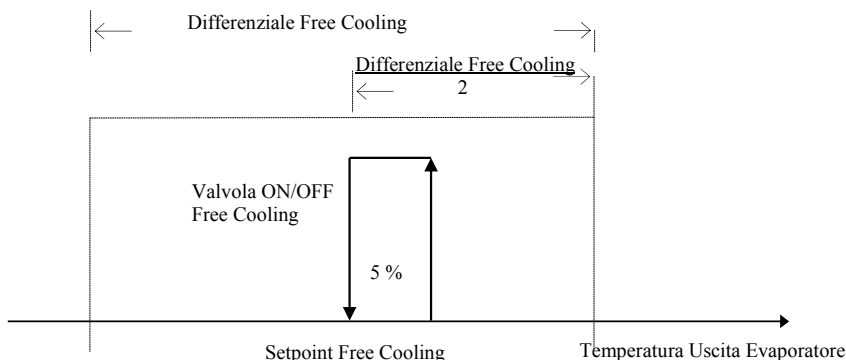 Differenziale Free Cooling
Differenziale Free Cooling
2
Valvola ON/OFF
Free Cooling
5 %
Setpoint Free Cooling
Temperatura Uscita Evaporatore